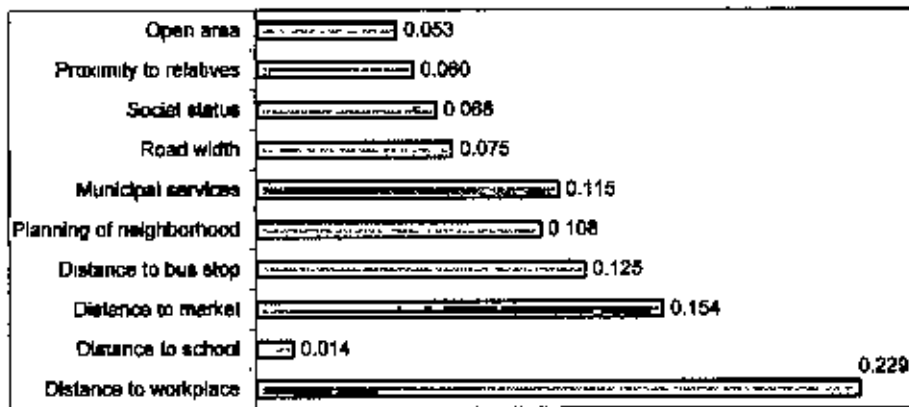 Open area 0.053
Proximity to relatives 0.060
Social status 0.068
Road width 0.075
Municipal services 0.115
Planning of neighborhood 0.108
Distance to bus stop 0.125
Distance to market 0.154
Distance to school 0.014
Distance to workplace 0.229